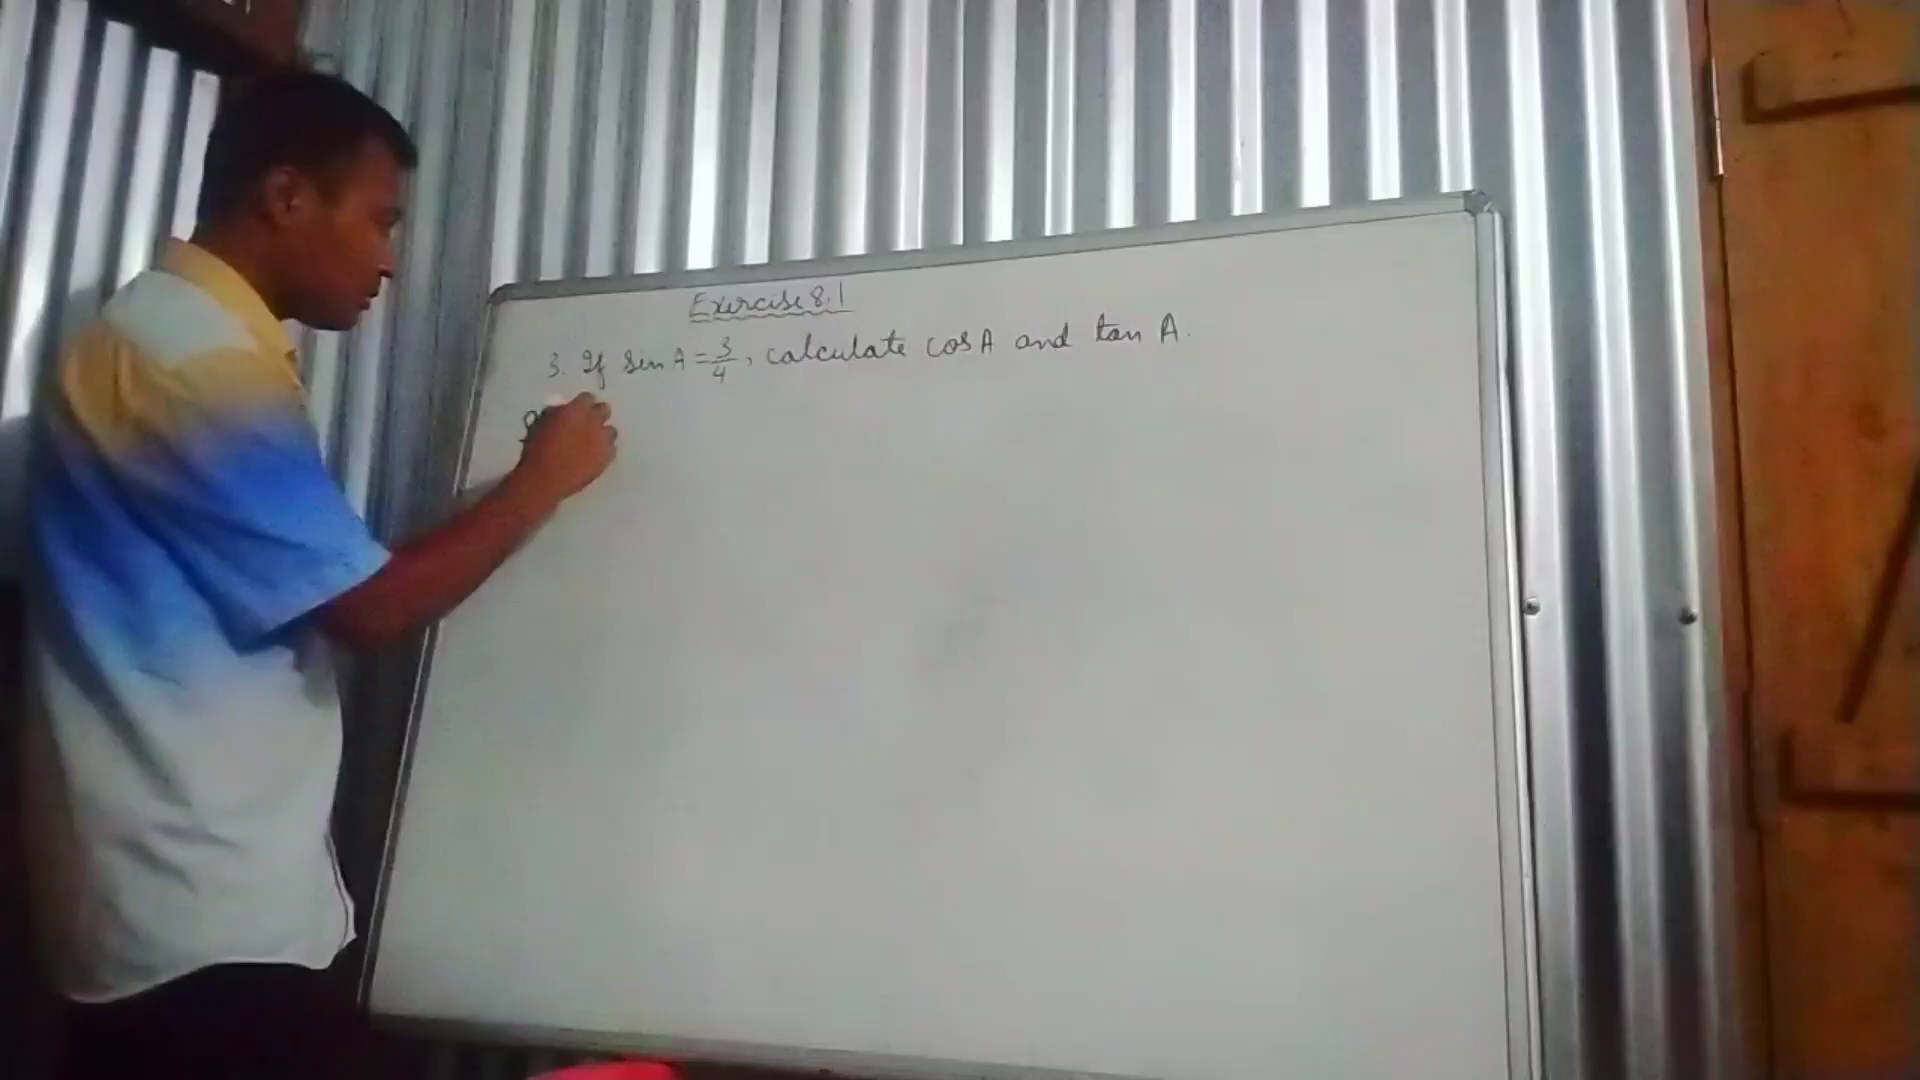 Exercise 8.1
3. If sin A = 3/4, calculate cos A and tan A.